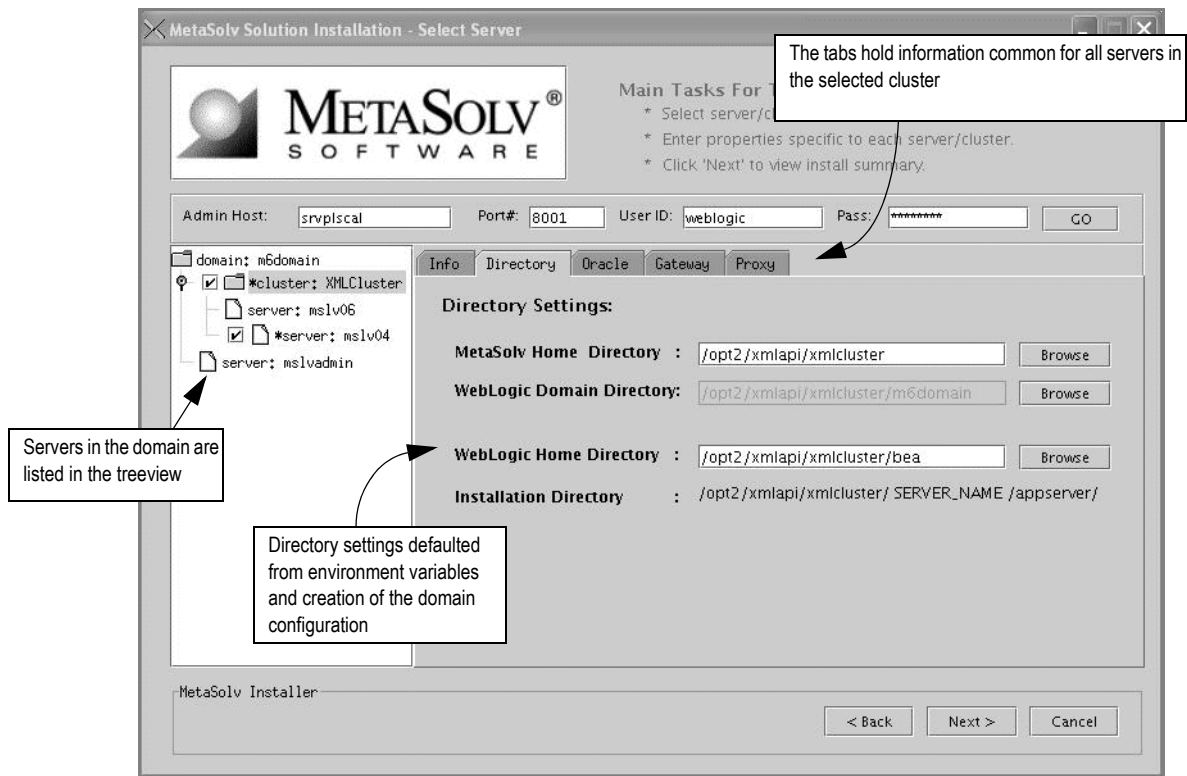 MetaSolv Solution Installation - Select Server
The tabs hold information common for all servers in
the selected cluster
METASOLV ®
SOFTWARE
Main Tasks For
* Select server/cl
* Enter properties specific to each server/cluster.
* Click 'Next' to view install summary.
Admin Host: srvplscal Port#: 8001 User ID: weblogic Pass: ******** GO
domain: m6domain
*cluster: XMLCluster
server: mslv06
*server: mslv04
server: mslvadmin
Info Directory Oracle Gateway Proxy
Directory Settings:
MetaSolv Home Directory : /opt2/xmlapi/xmlcluster Browse
WebLogic Domain Directory: /opt2/xmlapi/xmlcluster/m6domain Browse
WebLogic Home Directory : /opt2/xmlapi/xmlcluster/bea Browse
Installation Directory : /opt2/xmlapi/xmlcluster/ SERVER_NAME /appserver/
Servers in the domain are
listed in the treeview
Directory settings defaulted
from environment variables
and creation of the domain
configuration
MetaSolv Installer
< Back Next > Cancel